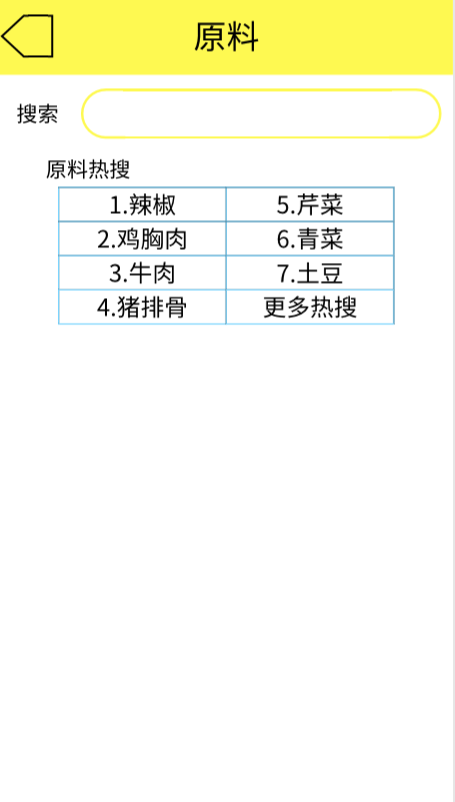 原料
搜索
原料热搜
1.辣椒 5.芹菜
2.鸡胸肉 6.青菜
3.牛肉 7.土豆
4.猪排骨 更多热搜